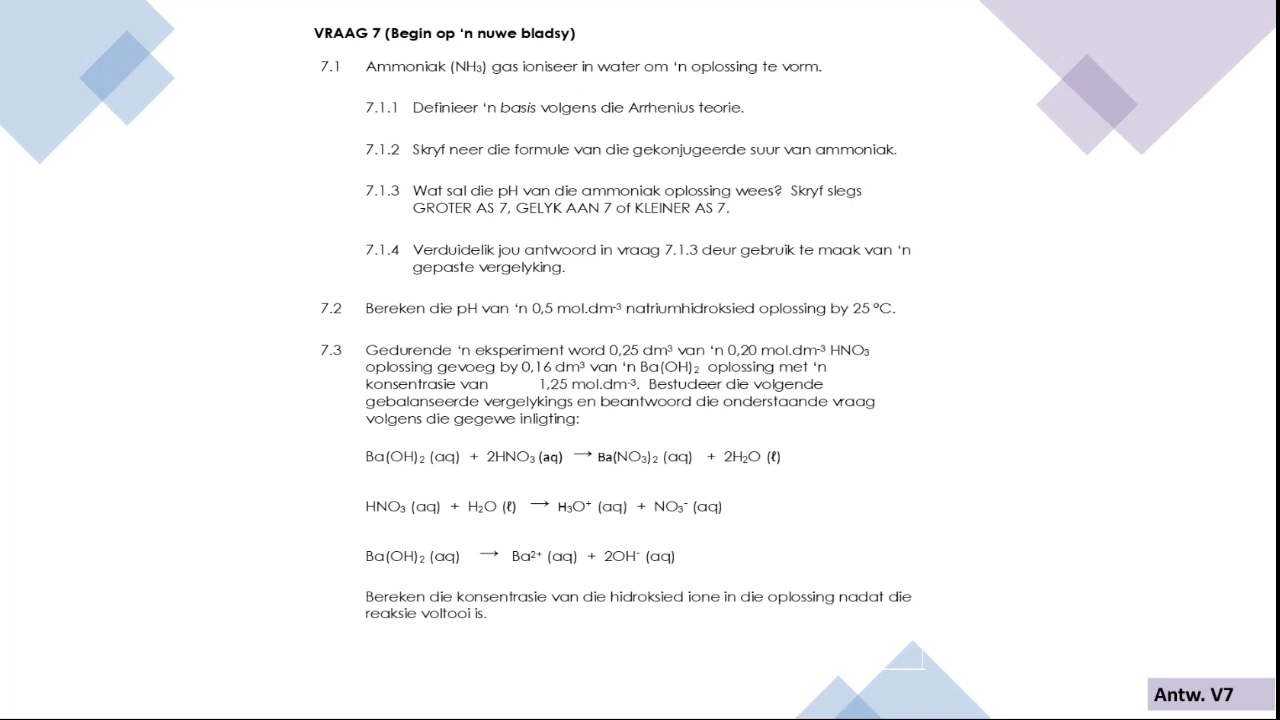 VRAAG 7 (Begin op ‘n nuwe bladsy)
7.1 Ammoniak (NH₃) gas ioniseer in water om ‘n oplossing te vorm.
7.1.1 Definieer ‘n basis volgens die Arrhenius teorie.
7.1.2 Skryf neer die formule van die gekonjugeerde suur van ammoniak.
7.1.3 Wat sal die pH van die ammoniak oplossing wees? Skryf slegs
GROTER AS 7, GELYK AAN 7 of KLEINER AS 7.
7.1.4 Verduidelik jou antwoord in vraag 7.1.3 deur gebruik te maak van ‘n
gepaste vergelyking.
7.2 Bereken die pH van ‘n 0,5 mol.dm⁻³ natriumhidroksied oplossing by 25 °C.
7.3 Gedurende ‘n eksperiment word 0,25 dm³ van ‘n 0,20 mol.dm⁻³ HNO₃
oplossing gevoeg by 0,16 dm³ van ‘n Ba(OH)₂ oplossing met ‘n
konsentrasie van 1,25 mol.dm⁻³. Bestudeer die volgende
gebalanseerde vergelykings en beantwoord die onderstaande vraag
volgens die gegewe inligting:
Ba(OH)₂ (aq) + 2HNO₃ (aq) → Ba(NO₃)₂ (aq) + 2H₂O (ℓ)
HNO₃ (aq) + H₂O (ℓ) → H₃O⁺ (aq) + NO₃⁻ (aq)
Ba(OH)₂ (aq) → Ba²⁺ (aq) + 2OH⁻ (aq)
Bereken die konsentrasie van die hidroksied ione in die oplossing nadat die
reaksie voltooi is.
Antw. V7